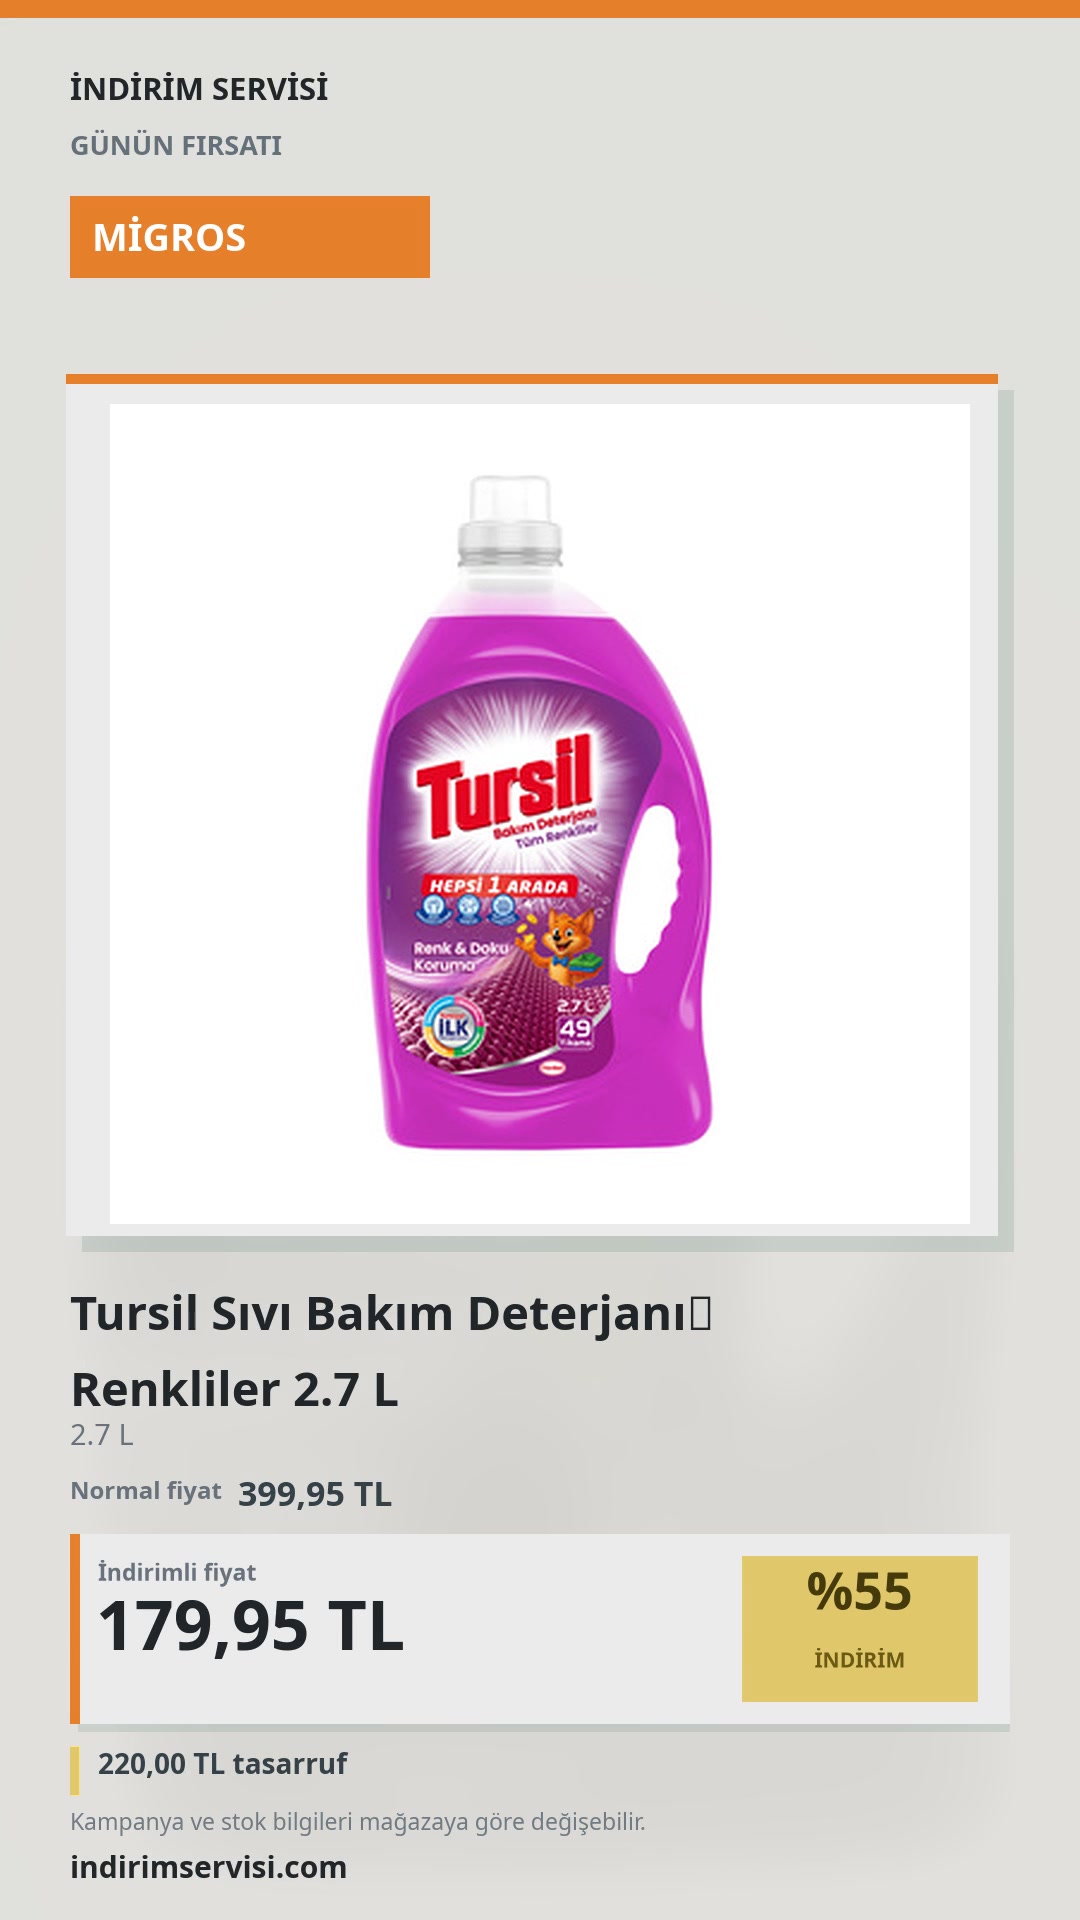 İNDİRİM SERVİSİ
GÜNÜN FIRSATI
MİGROS
Tursil
Bakım Deterjanı
Tüm Renkliler
HEPSİ 1 ARADA
Renk & Doku
Koruma
İLK
2.7 L
49
Yıkama
Tursil Sıvı Bakım Deterjanı
Renkliler 2.7 L
2.7 L
Normal fiyat 399,95 TL
İndirimli fiyat
179,95 TL
%55
İNDİRİM
220,00 TL tasarruf
Kampanya ve stok bilgileri mağazaya göre değişebilir.
indirimservisi.com